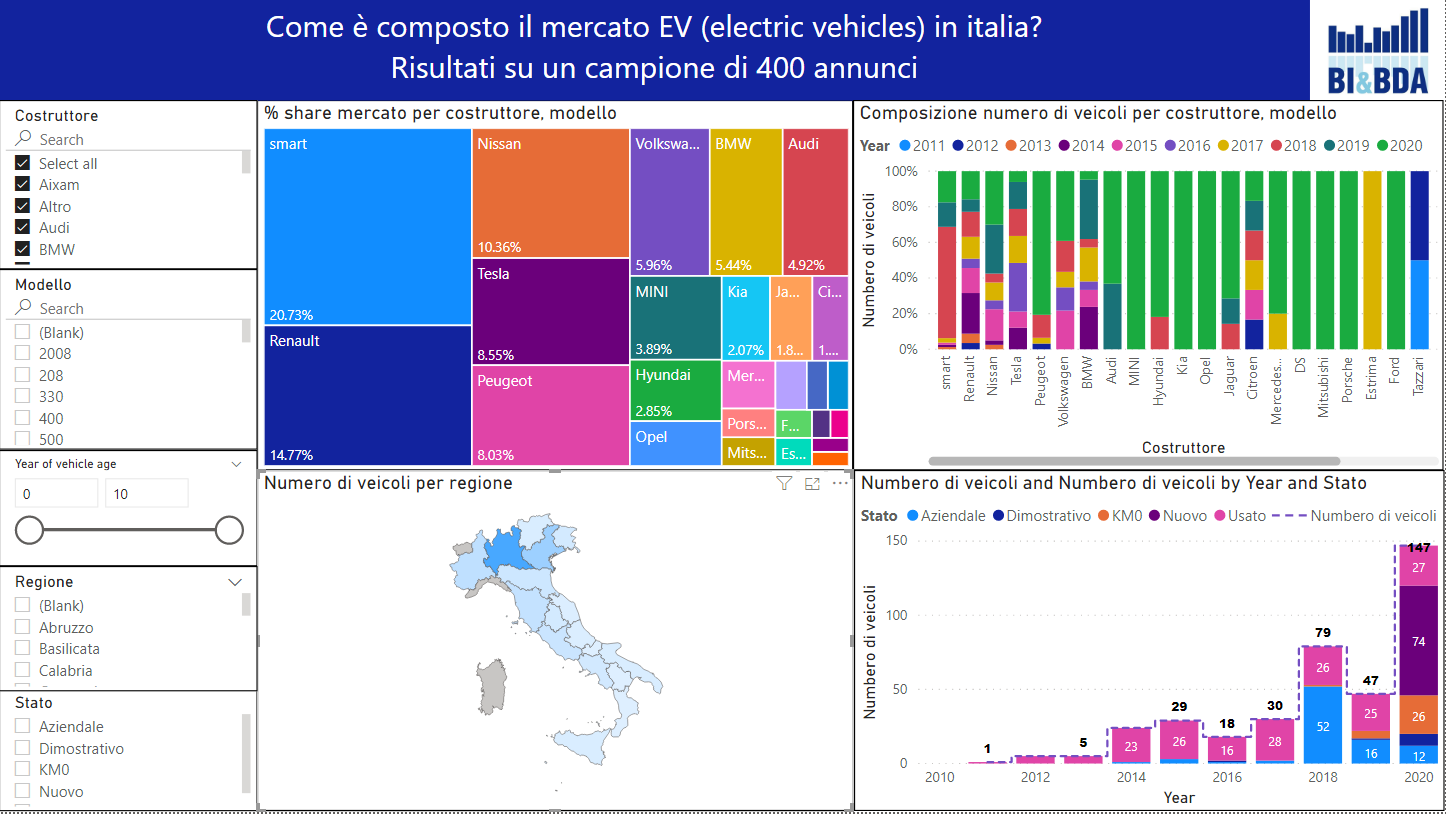 Come è composto il mercato EV (electric vehicles) in italia?
Risultati su un campione di 400 annunci
BI&BDA
Costruttore
Search
Select all
Aixam
Altro
Audi
BMW
Modello
Search
(Blank)
2008
208
330
400
500
Year of vehicle age
0 10
Regione
(Blank)
Abruzzo
Basilicata
Calabria
Stato
Aziendale
Dimostrativo
KM0
Nuovo
% share mercato per costruttore, modello
smart
20.73%
Renault
14.77%
Nissan
10.36%
Tesla
8.55%
Peugeot
8.03%
Volkswa...
5.96%
BMW
5.44%
Audi
4.92%
MINI
3.89%
Kia
2.07%
Ja...
1.8...
Ci...
1....
Hyundai
2.85%
Opel
Mer...
Pors...
Mits...
F...
Es...
Composizione numero di veicoli per costruttore, modello
Year 2011 2012 2013 2014 2015 2016 2017 2018 2019 2020
Numbero di veicoli
100%
80%
60%
40%
20%
0%
smart
Renault
Nissan
Tesla
Peugeot
Volkswagen
BMW
Audi
MINI
Hyundai
Kia
Opel
Jaguar
Citroen
Mercedes...
DS
Mitsubishi
Porsche
Estrima
Ford
Tazzari
Costruttore
Numero di veicoli per regione
Numbero di veicoli and Numbero di veicoli by Year and Stato
Stato Aziendale Dimostrativo KM0 Nuovo Usato Numbero di veicoli
Numbero di veicoli
150
100
50
0
1
5
23
29
26
18
16
30
28
79
26
52
47
25
16
147
27
74
26
12
2010 2012 2014 2016 2018 2020
Year